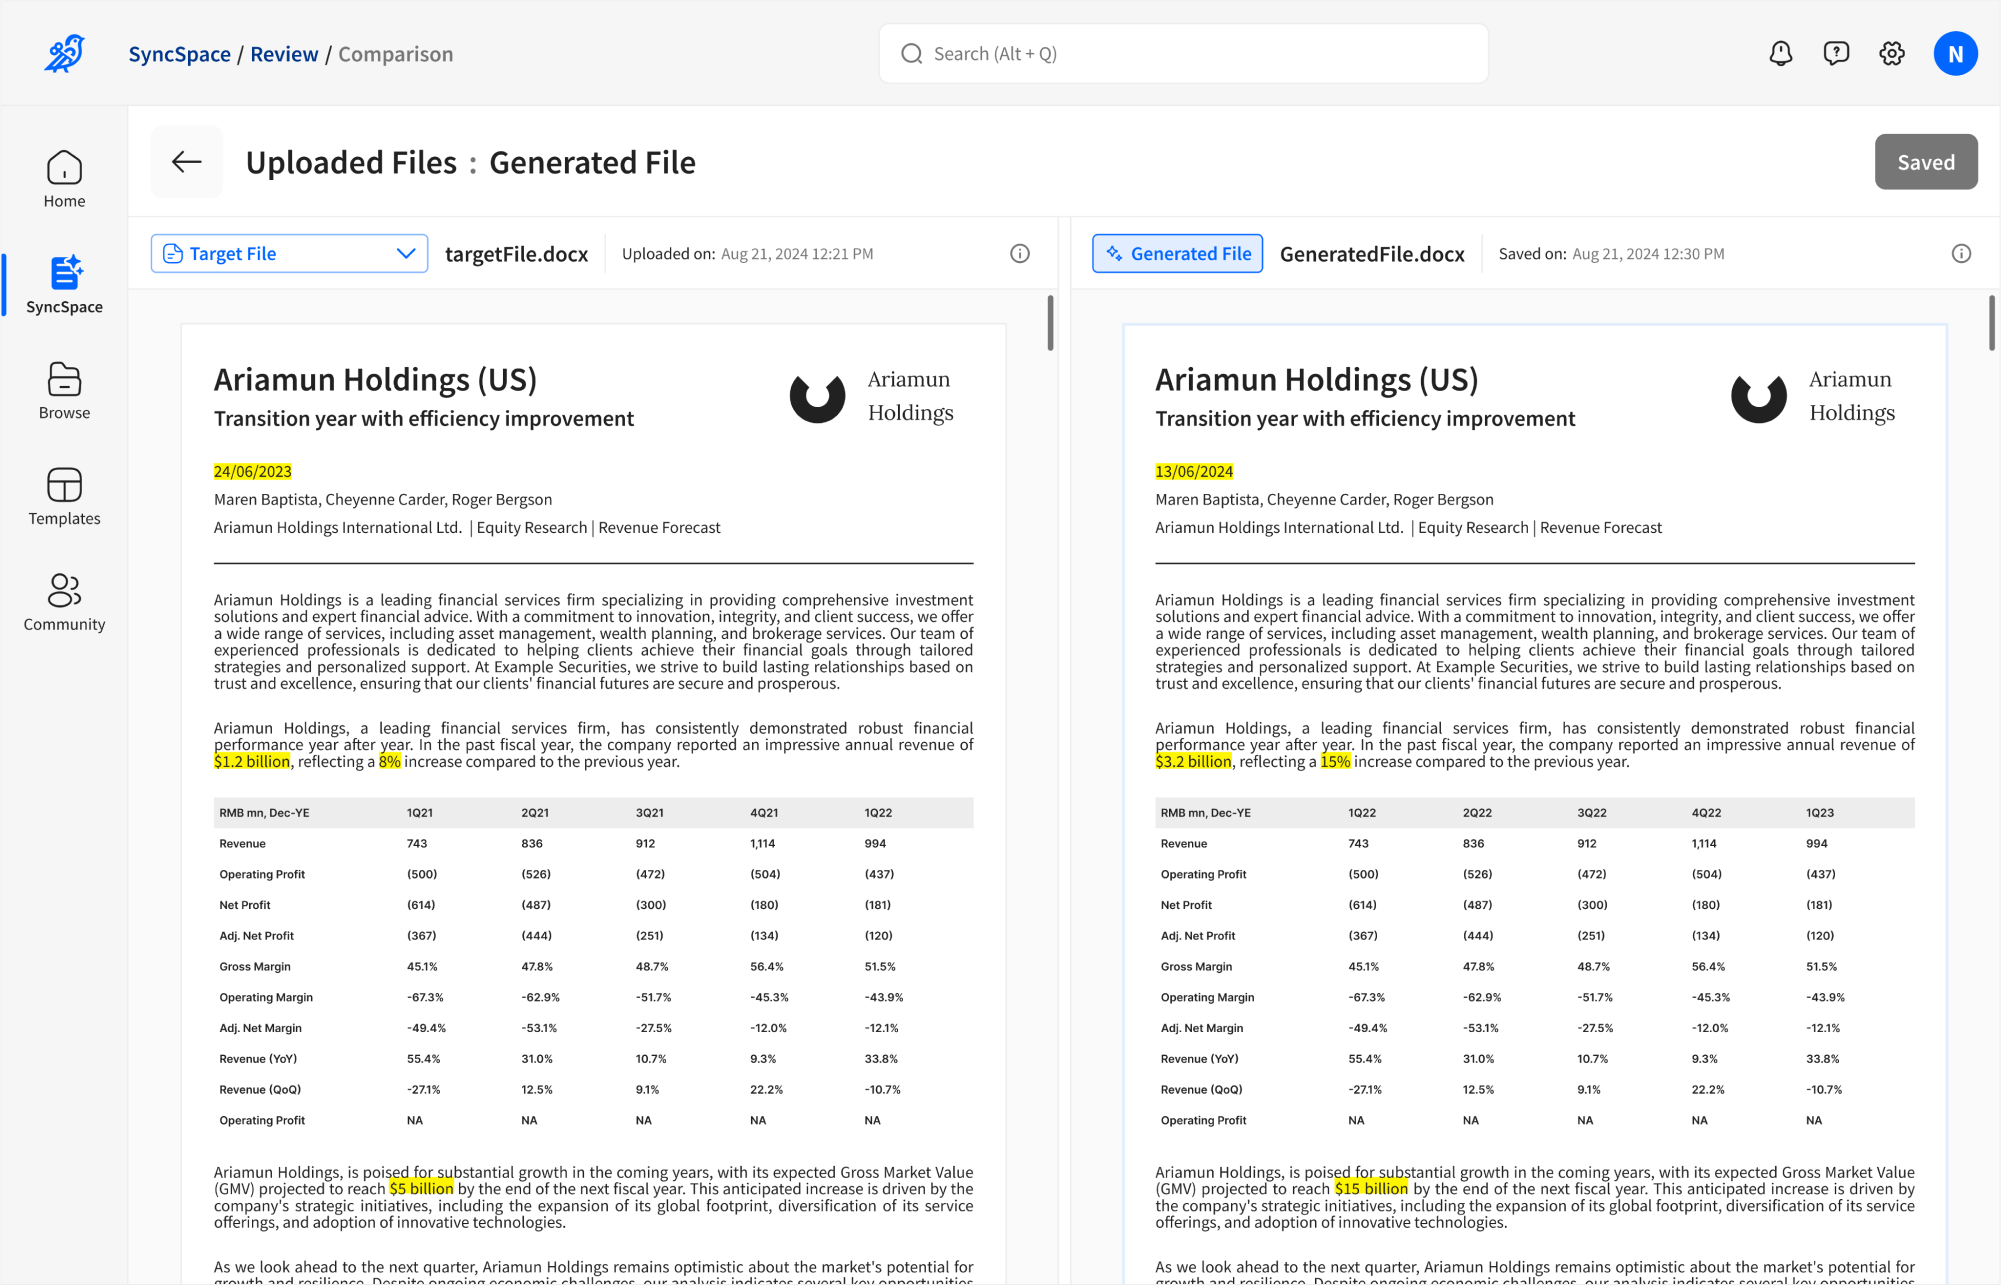 SyncSpace / Review / Comparison
Search (Alt + Q)
N
Home
SyncSpace
Browse
Templates
Community
Uploaded Files : Generated File
Saved
Target File
targetFile.docx
Uploaded on: Aug 21, 2024 12:21 PM
Ariamun Holdings (US)
Transition year with efficiency improvement
Ariamun
Holdings
24/06/2023
Maren Baptista, Cheyenne Carder, Roger Bergson
Ariamun Holdings International Ltd. | Equity Research | Revenue Forecast
Ariamun Holdings is a leading financial services firm specializing in providing comprehensive investment
solutions and expert financial advice. With a commitment to innovation, integrity, and client success, we offer
a wide range of services, including asset management, wealth planning, and brokerage services. Our team of
experienced professionals is dedicated to helping clients achieve their financial goals through tailored
strategies and personalized support. At Example Securities, we strive to build lasting relationships based on
trust and excellence, ensuring that our clients' financial futures are secure and prosperous.
Ariamun Holdings, a leading financial services firm, has consistently demonstrated robust financial
performance year after year. In the past fiscal year, the company reported an impressive annual revenue of
$1.2 billion, reflecting a 8% increase compared to the previous year.
RMB mn, Dec-YE 1Q21 2Q21 3Q21 4Q21 1Q22
Revenue 743 836 912 1,114 994
Operating Profit (500) (526) (472) (504) (437)
Net Profit (614) (487) (300) (180) (181)
Adj. Net Profit (367) (444) (251) (134) (120)
Gross Margin 45.1% 47.8% 48.7% 56.4% 51.5%
Operating Margin -67.3% -62.9% -51.7% -45.3% -43.9%
Adj. Net Margin -49.4% -53.1% -27.5% -12.0% -12.1%
Revenue (YoY) 55.4% 31.0% 10.7% 9.3% 33.8%
Revenue (QoQ) -27.1% 12.5% 9.1% 22.2% -10.7%
Operating Profit NA NA NA NA NA
Ariamun Holdings, is poised for substantial growth in the coming years, with its expected Gross Market Value
(GMV) projected to reach $5 billion by the end of the next fiscal year. This anticipated increase is driven by the
company's strategic initiatives, including the expansion of its global footprint, diversification of its service
offerings, and adoption of innovative technologies.
As we look ahead to the next quarter, Ariamun Holdings remains optimistic about the market's potential for
growth and resilience. Despite ongoing economic challenges, our analysis indicates several key opportunities
Generated File
GeneratedFile.docx
Saved on: Aug 21, 2024 12:30 PM
Ariamun Holdings (US)
Transition year with efficiency improvement
Ariamun
Holdings
13/06/2024
Maren Baptista, Cheyenne Carder, Roger Bergson
Ariamun Holdings International Ltd. | Equity Research | Revenue Forecast
Ariamun Holdings is a leading financial services firm specializing in providing comprehensive investment
solutions and expert financial advice. With a commitment to innovation, integrity, and client success, we offer
a wide range of services, including asset management, wealth planning, and brokerage services. Our team of
experienced professionals is dedicated to helping clients achieve their financial goals through tailored
strategies and personalized support. At Example Securities, we strive to build lasting relationships based on
trust and excellence, ensuring that our clients' financial futures are secure and prosperous.
Ariamun Holdings, a leading financial services firm, has consistently demonstrated robust financial
performance year after year. In the past fiscal year, the company reported an impressive annual revenue of
$3.2 billion, reflecting a 15% increase compared to the previous year.
RMB mn, Dec-YE 1Q22 2Q22 3Q22 4Q22 1Q23
Revenue 743 836 912 1,114 994
Operating Profit (500) (526) (472) (504) (437)
Net Profit (614) (487) (300) (180) (181)
Adj. Net Profit (367) (444) (251) (134) (120)
Gross Margin 45.1% 47.8% 48.7% 56.4% 51.5%
Operating Margin -67.3% -62.9% -51.7% -45.3% -43.9%
Adj. Net Margin -49.4% -53.1% -27.5% -12.0% -12.1%
Revenue (YoY) 55.4% 31.0% 10.7% 9.3% 33.8%
Revenue (QoQ) -27.1% 12.5% 9.1% 22.2% -10.7%
Operating Profit NA NA NA NA NA
Ariamun Holdings, is poised for substantial growth in the coming years, with its expected Gross Market Value
(GMV) projected to reach $15 billion by the end of the next fiscal year. This anticipated increase is driven by
the company's strategic initiatives, including the expansion of its global footprint, diversification of its service
offerings, and adoption of innovative technologies.
As we look ahead to the next quarter, Ariamun Holdings remains optimistic about the market's potential for
growth and resilience. Despite ongoing economic challenges, our analysis indicates several key opportunities